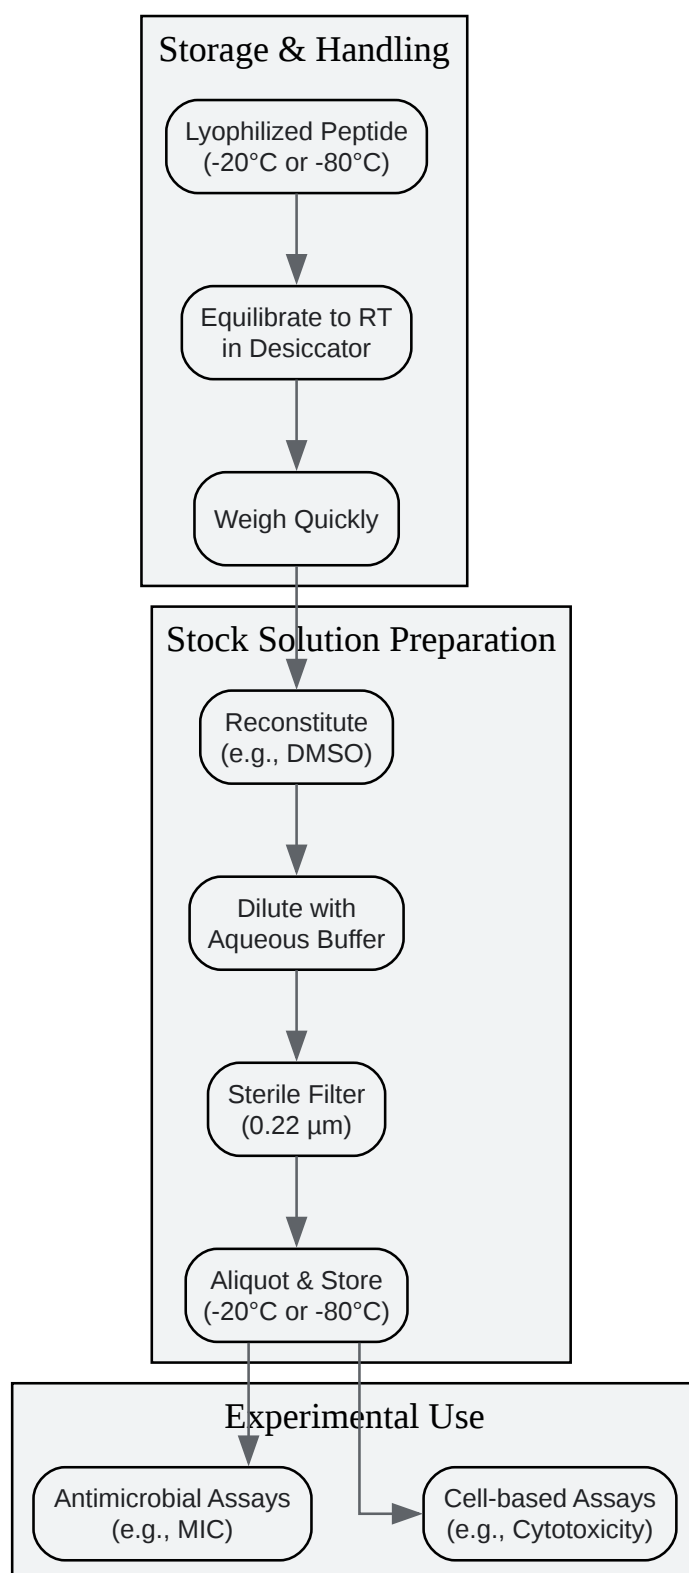 Storage & Handling
Lyophilized Peptide
(-20°C or -80°C)
Equilibrate to RT
in Desiccator
Weigh Quickly
Stock Solution Preparation
Reconstitute
(e.g., DMSO)
Dilute with
Aqueous Buffer
Sterile Filter
(0.22 µm)
Aliquot & Store
(-20°C or -80°C)
Experimental Use
Antimicrobial Assays
(e.g., MIC)
Cell-based Assays
(e.g., Cytotoxicity)